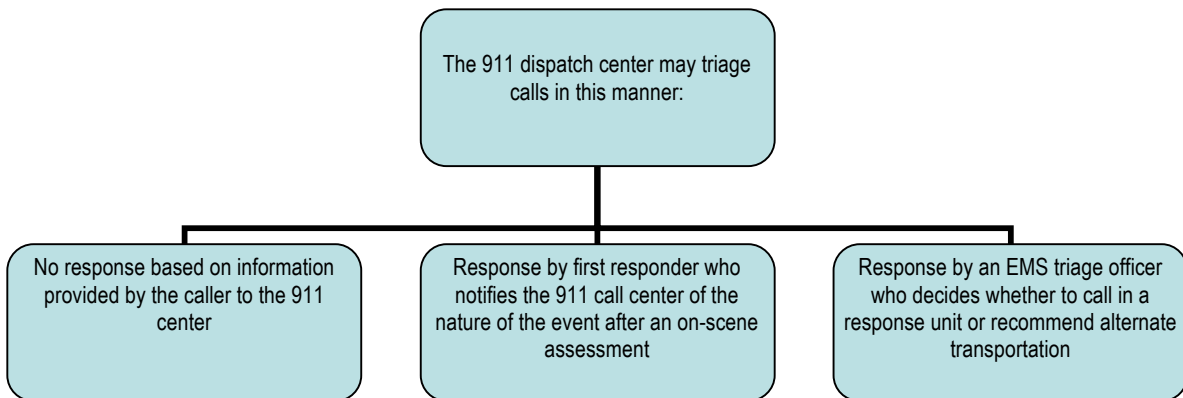 The 911 dispatch center may triage
calls in this manner:
No response based on information
provided by the caller to the 911
center
Response by first responder who
notifies the 911 call center of the
nature of the event after an on-scene
assessment
Response by an EMS triage officer
who decides whether to call in a
response unit or recommend alternate
transportation